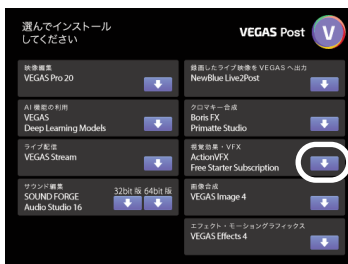 選んでインストール
してください
VEGAS Post
V
映像編集
VEGAS Pro 20
AI 機能の利用
VEGAS
Deep Learning Models
ライブ配信
VEGAS Stream
サウンド編集
SOUND FORGE
Audio Studio 16
32bit 版 64bit 版
録画したライブ映像を VEGAS へ出力
NewBlue Live2Post
クロマキー合成
Boris FX
Primatte Studio
視覚効果・VFX
ActionVFX
Free Starter Subscription
画像合成
VEGAS Image 4
エフェクト・モーショングラフィックス
VEGAS Effects 4